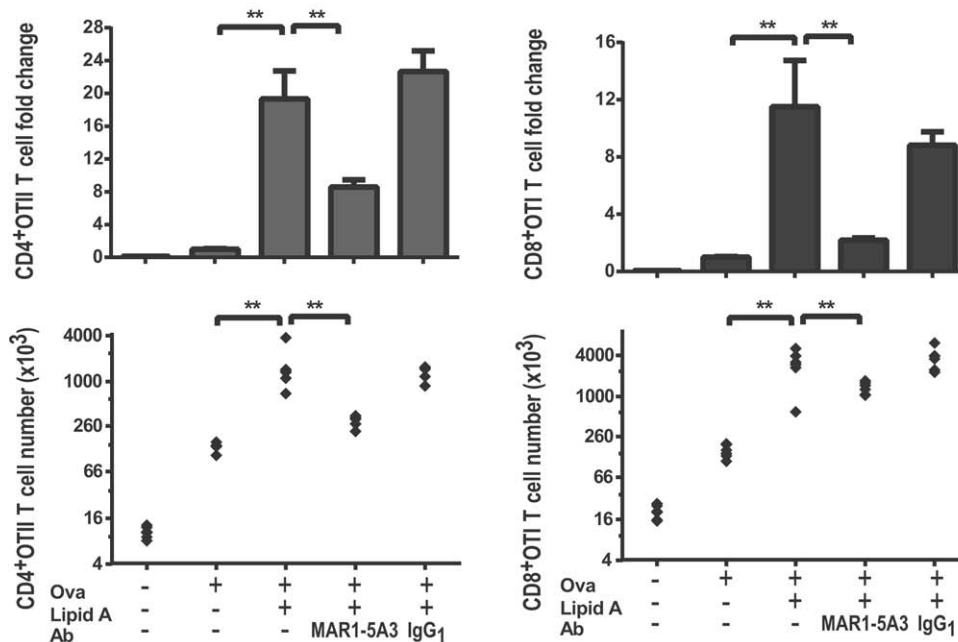 ** **
CD4+OTII T cell fold change
28
24
20
16
12
8
4
0
** **
CD8+OTI T cell fold change
16
12
8
4
0
** **
CD4+OTII T cell number (x10³)
4000
1000
260
66
16
4
** **
CD8+OTI T cell number (x10³)
4000
1000
260
66
16
4
- + + + + Ova
- - + + + Lipid A
- - - MAR1-5A3 IgG₁ Ab
- + + + + Ova
- - + + + Lipid A
- - - MAR1-5A3 IgG₁ Ab